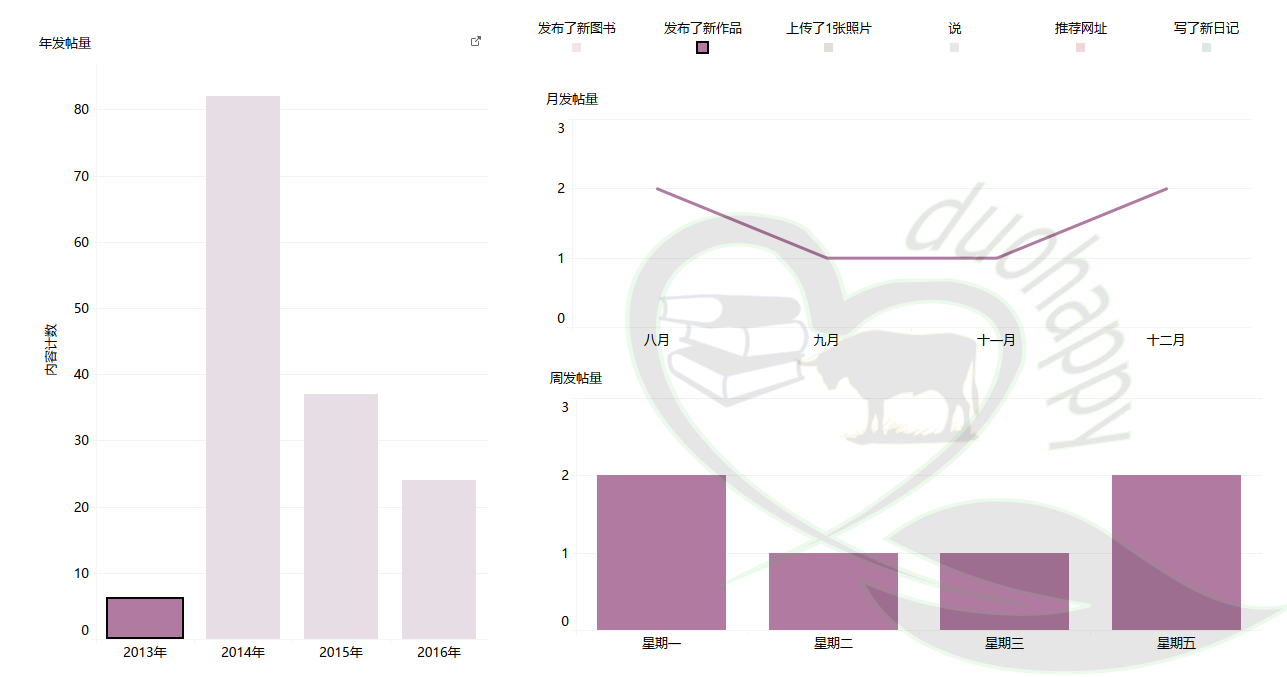 年发帖量
内容计数
80
70
60
50
40
30
20
10
0
2013年 2014年 2015年 2016年
发布了新图书 发布了新作品 上传了1张照片 说 推荐网址 写了新日记
月发帖量
3
2
1
0
八月 九月 十一月 十二月
周发帖量
3
2
1
0
星期一 星期二 星期三 星期五
duohappy